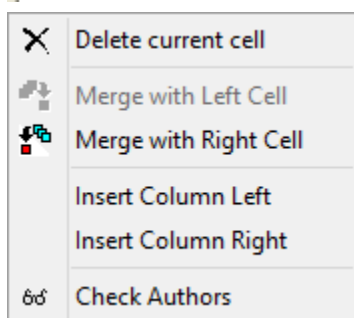 Delete current cell
Merge with Left Cell
Merge with Right Cell
Insert Column Left
Insert Column Right
Check Authors